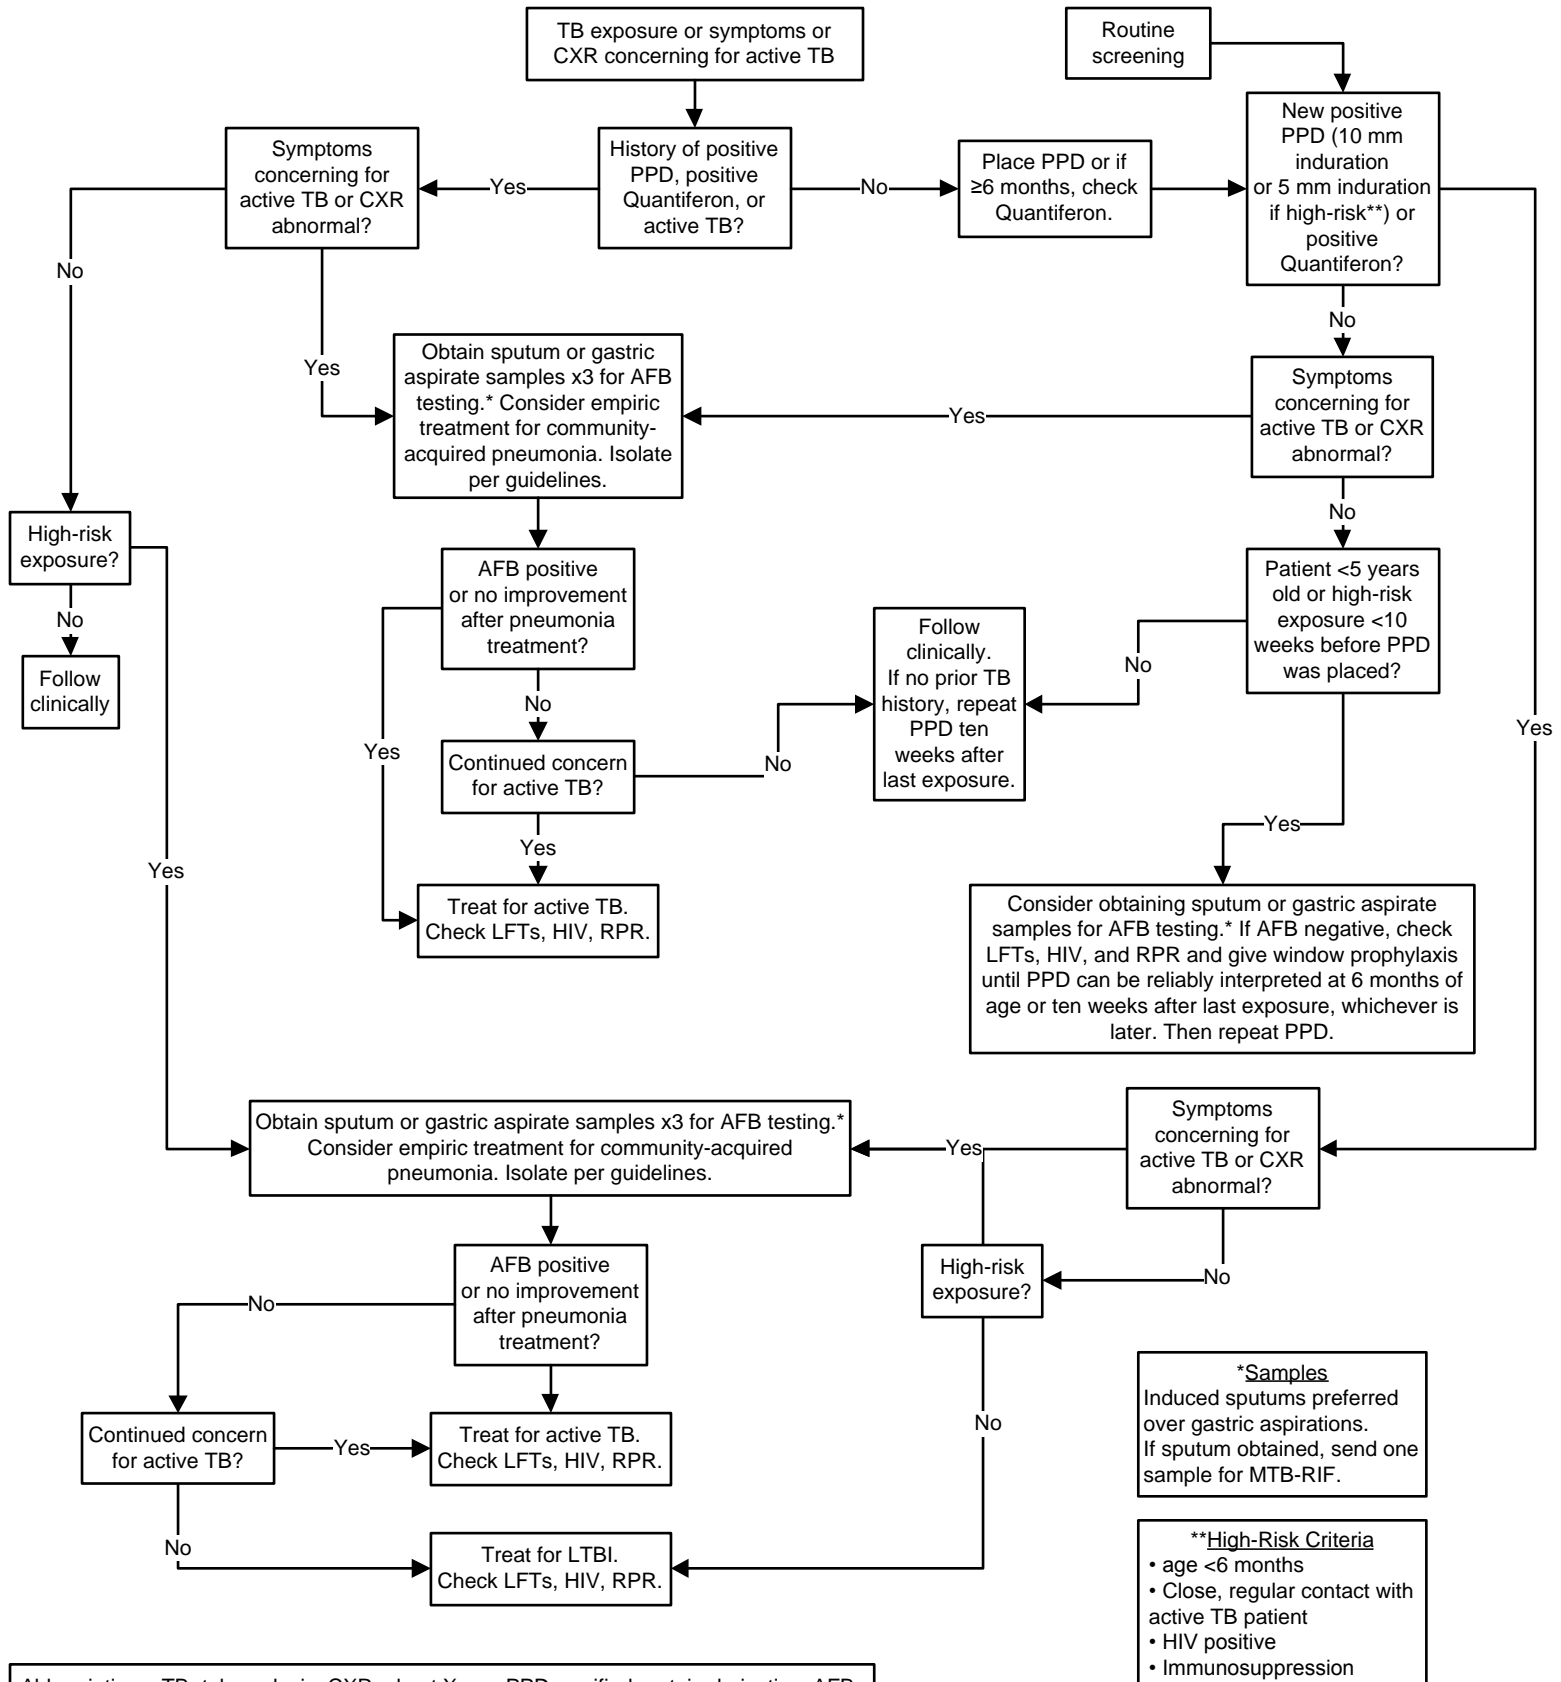 TB exposure or symptoms or
CXR concerning for active TB
Routine
screening
Symptoms
concerning for
active TB or CXR
abnormal?
Yes
History of positive
PPD, positive
Quantiferon, or
active TB?
No
Place PPD or if
≥6 months, check
Quantiferon.
New positive
PPD (10 mm
induration
or 5 mm induration
if high-risk**) or
positive
Quantiferon?
No
Yes
No
Obtain sputum or gastric
aspirate samples x3 for AFB
testing.* Consider empiric
treatment for community-
acquired pneumonia. Isolate
per guidelines.
Yes
Symptoms
concerning for
active TB or CXR
abnormal?
No
High-risk
exposure?
No
Follow
clinically
AFB positive
or no improvement
after pneumonia
treatment?
Yes
No
Continued concern
for active TB?
No
Yes
Treat for active TB.
Check LFTs, HIV, RPR.
Follow
clinically.
If no prior TB
history, repeat
PPD ten
weeks after
last exposure.
No
Patient <5 years
old or high-risk
exposure <10
weeks before PPD
was placed?
Yes
Yes
Yes
Consider obtaining sputum or gastric aspirate
samples for AFB testing.* If AFB negative, check
LFTs, HIV, and RPR and give window prophylaxis
until PPD can be reliably interpreted at 6 months of
age or ten weeks after last exposure, whichever is
later. Then repeat PPD.
Obtain sputum or gastric aspirate samples x3 for AFB testing.*
Consider empiric treatment for community-acquired
pneumonia. Isolate per guidelines.
Yes
Symptoms
concerning for
active TB or CXR
abnormal?
No
High-risk
exposure?
No
AFB positive
or no improvement
after pneumonia
treatment?
No
Continued concern
for active TB?
Yes
Treat for active TB.
Check LFTs, HIV, RPR.
No
Treat for LTBI.
Check LFTs, HIV, RPR.
*Samples
Induced sputums preferred
over gastric aspirations.
If sputum obtained, send one
sample for MTB-RIF.
**High-Risk Criteria
• age <6 months
• Close, regular contact with
active TB patient
• HIV positive
• Immunosuppression